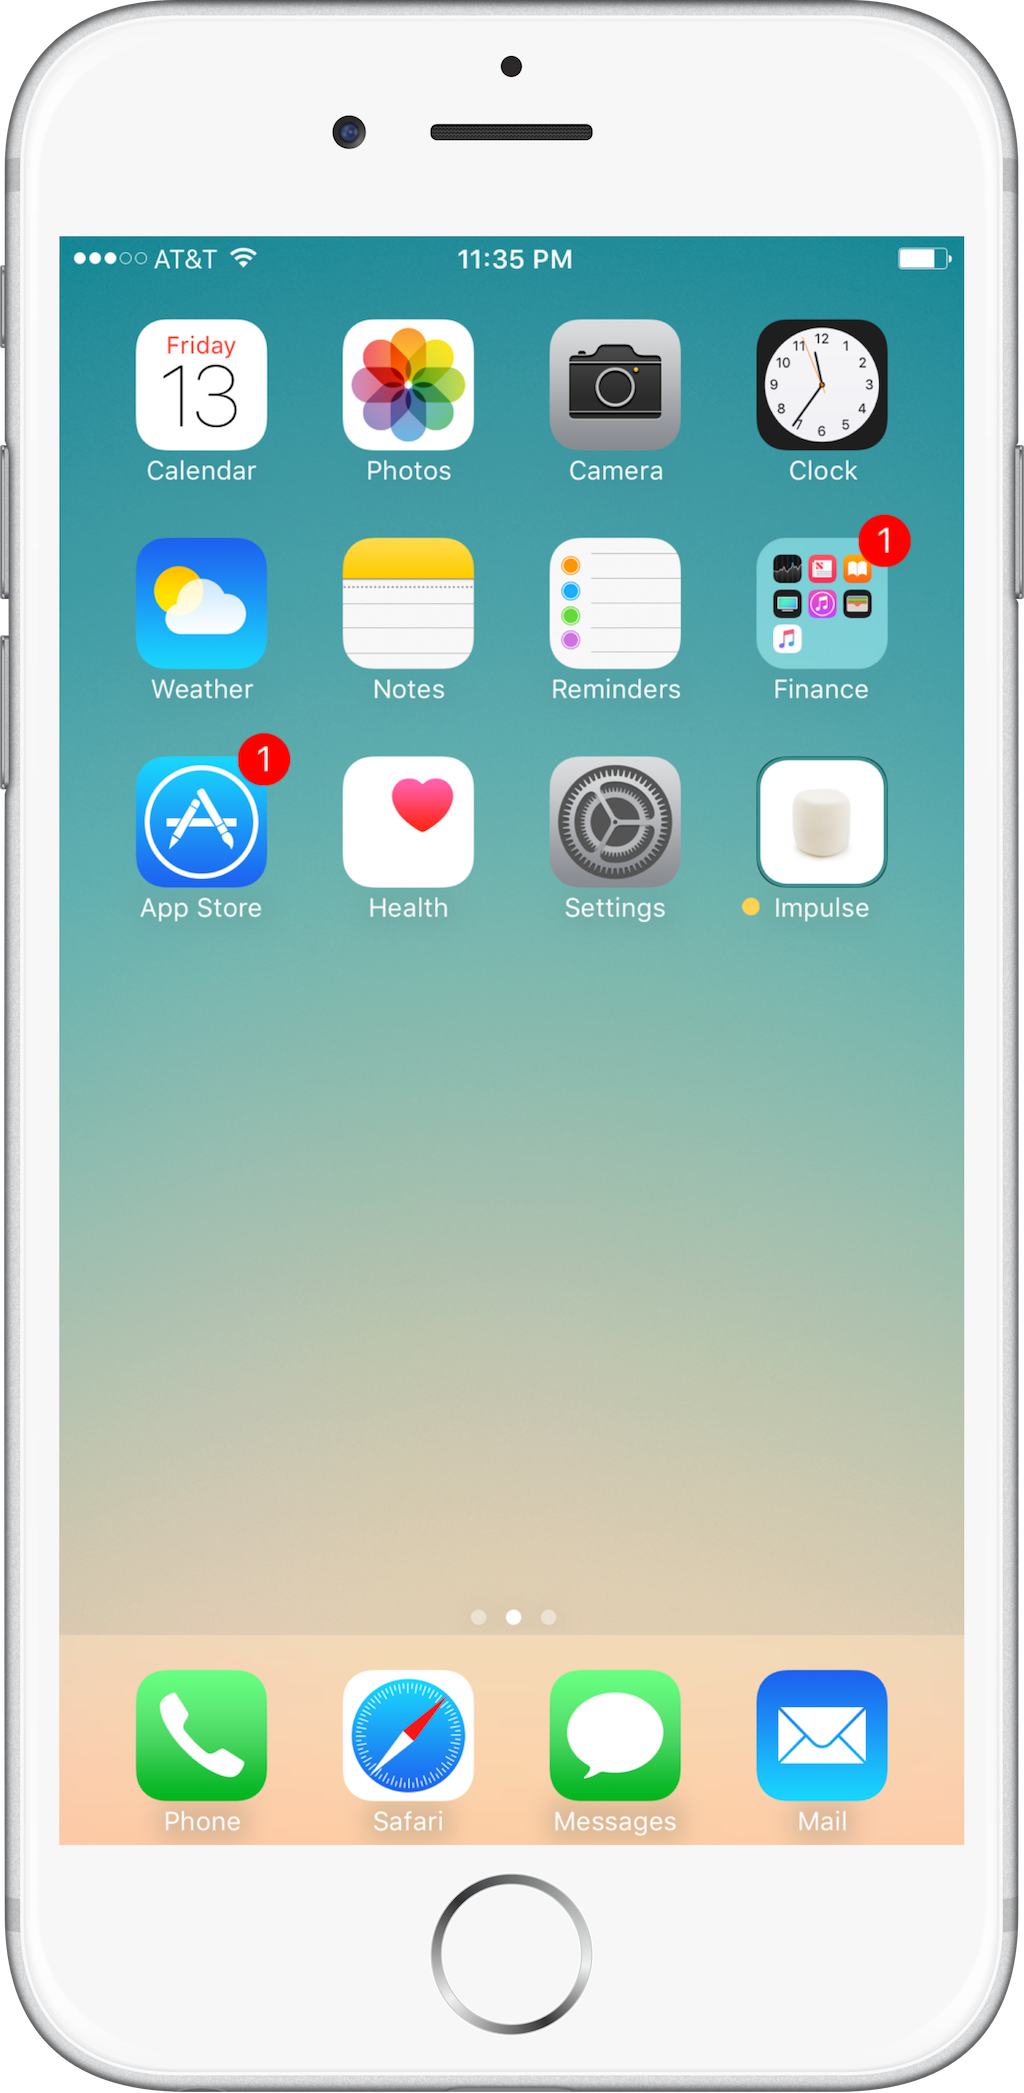 AT&T 11:35 PM
Friday
13
12
11 1
10 2
9 3
8 4
7 6 5
Calendar Photos Camera Clock
1
Weather Notes Reminders Finance
1
App Store Health Settings Impulse
Phone Safari Messages Mail